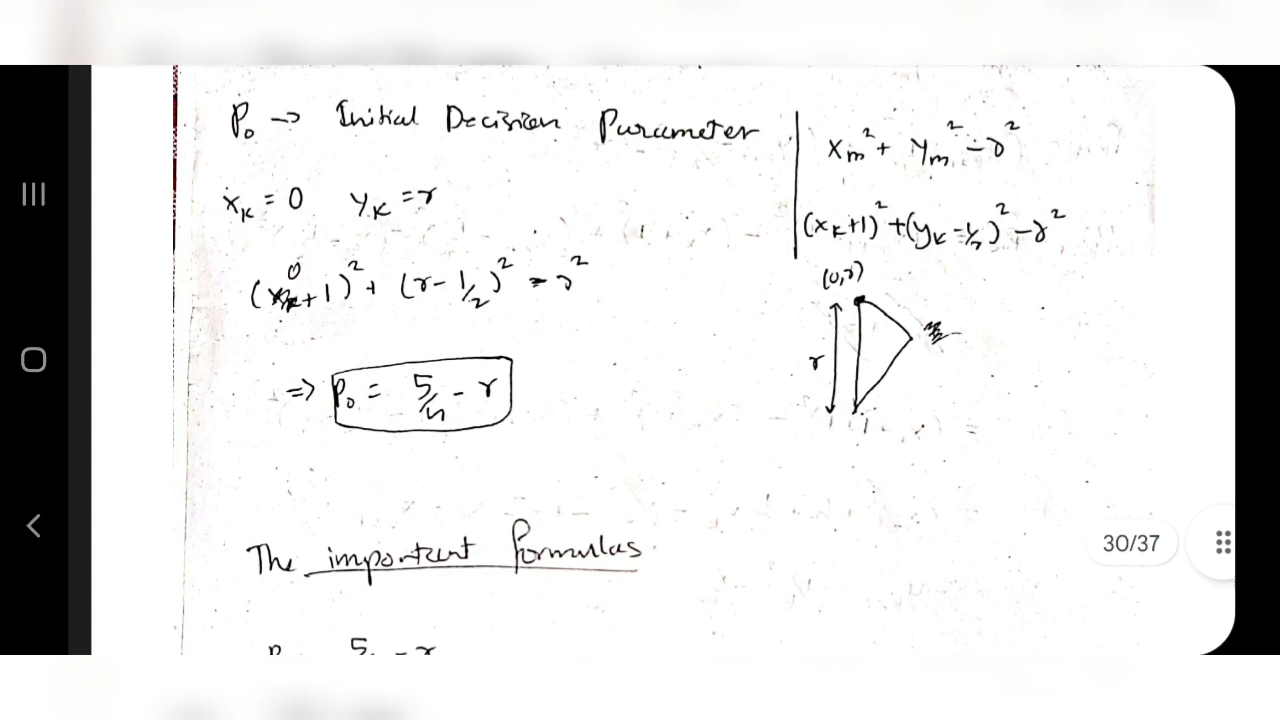 P₀ → Initial Decision Parameter
xₖ = 0 yₖ = r
0
(xₖ+1)² + (r - 1/2)² - r²
=> P₀ = 5/4 - r
xₘ² + yₘ² - r²
(xₖ+1)² + (yₖ - 1/2)² - r²
(0,r)
r
The important formulas
30/37